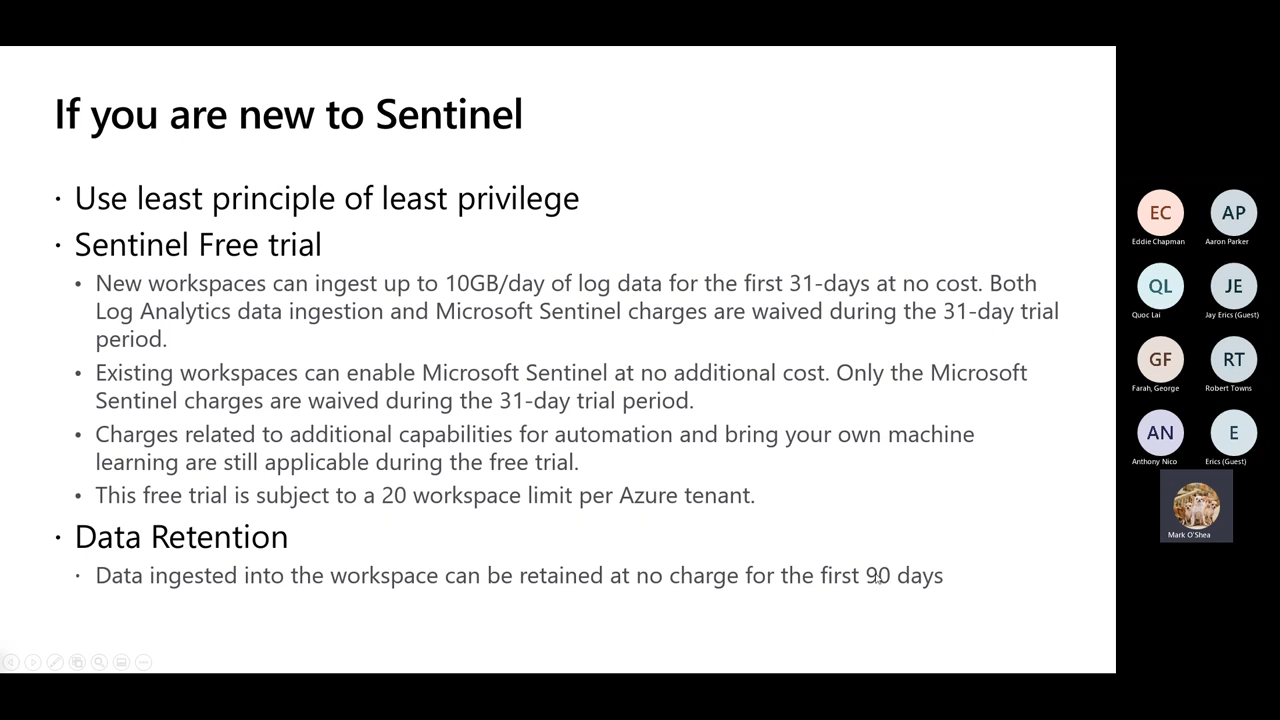 If you are new to Sentinel
• Use least principle of least privilege
• Sentinel Free trial
• New workspaces can ingest up to 10GB/day of log data for the first 31-days at no cost. Both
Log Analytics data ingestion and Microsoft Sentinel charges are waived during the 31-day trial
period.
• Existing workspaces can enable Microsoft Sentinel at no additional cost. Only the Microsoft
Sentinel charges are waived during the 31-day trial period.
• Charges related to additional capabilities for automation and bring your own machine
learning are still applicable during the free trial.
• This free trial is subject to a 20 workspace limit per Azure tenant.
• Data Retention
• Data ingested into the workspace can be retained at no charge for the first 90 days
EC
AP
Eddie Chapman
Aaron Parker
QL
JE
Quoc Lai
Jay Erics (Guest)
GF
RT
Farah, George
Robert Towns
AN
E
Anthony Nico
Erics (Guest)
Mark O'Shea